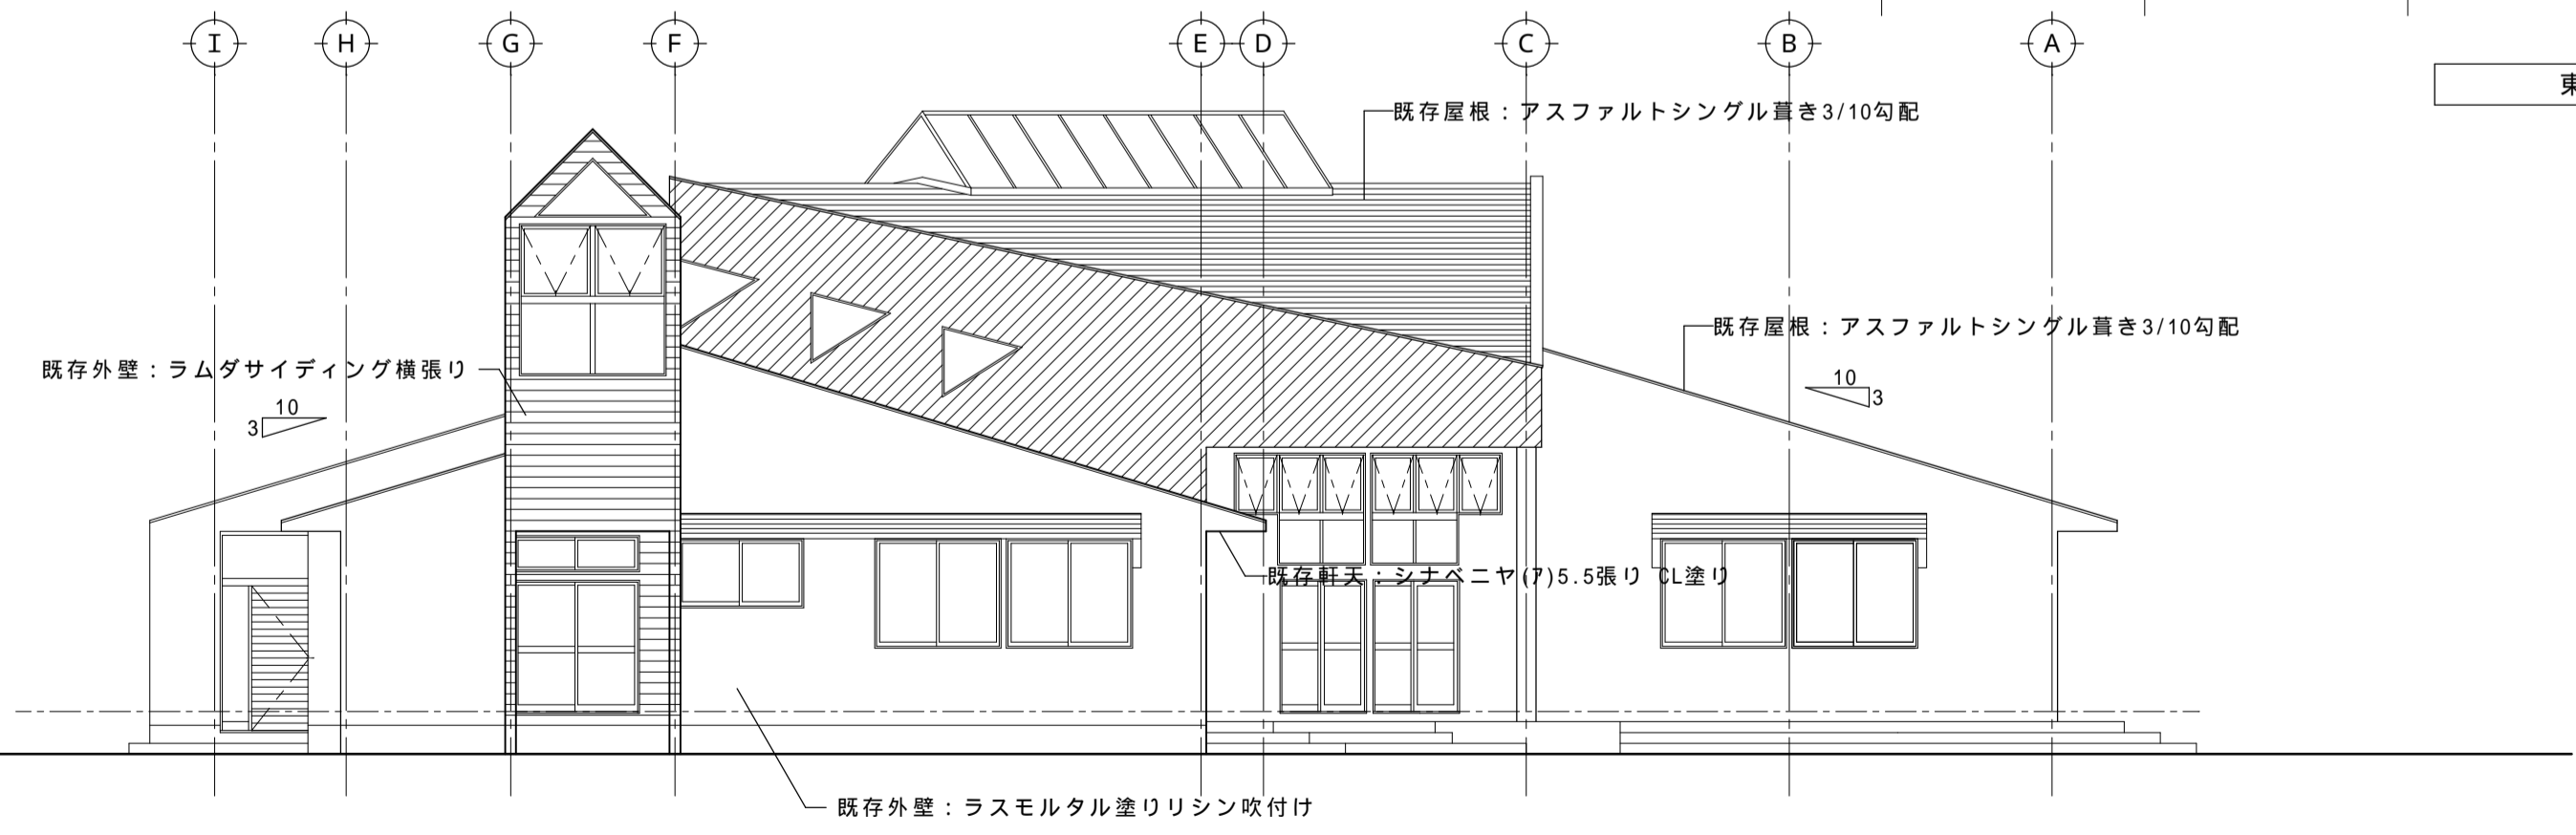 I H G F E D C B A
東
既存屋根：アスファルトシングル葺き3/10勾配
既存屋根：アスファルトシングル葺き3/10勾配
既存外壁：ラムダサイディング横張り
10
3
10
3
既存軒天：シナベニヤ(ｱ)5.5張り CL塗り
既存外壁：ラスモルタル塗りリシン吹付け